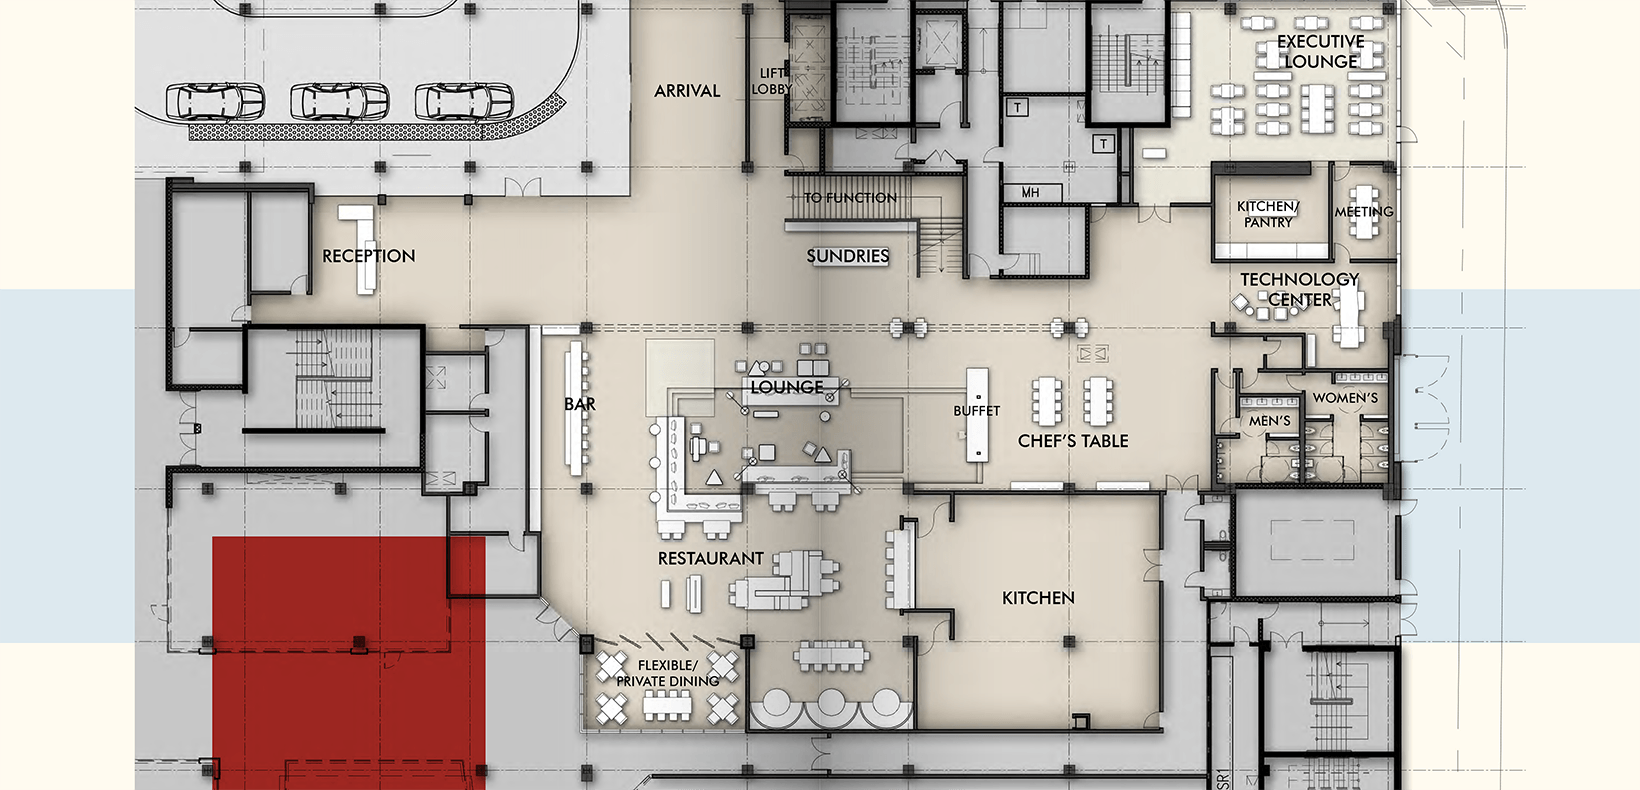 EXECUTIVE
LOUNGE
ARRIVAL
LIFT
LOBBY
T
T
MH
TO FUNCTION
KITCHEN/
PANTRY
MEETING
RECEPTION
SUNDRIES
TECHNOLOGY
CENTER
BAR
LOUNGE
BUFFET
CHEF'S TABLE
WOMEN'S
MEN'S
RESTAURANT
KITCHEN
FLEXIBLE/
PRIVATE DINING
SR1